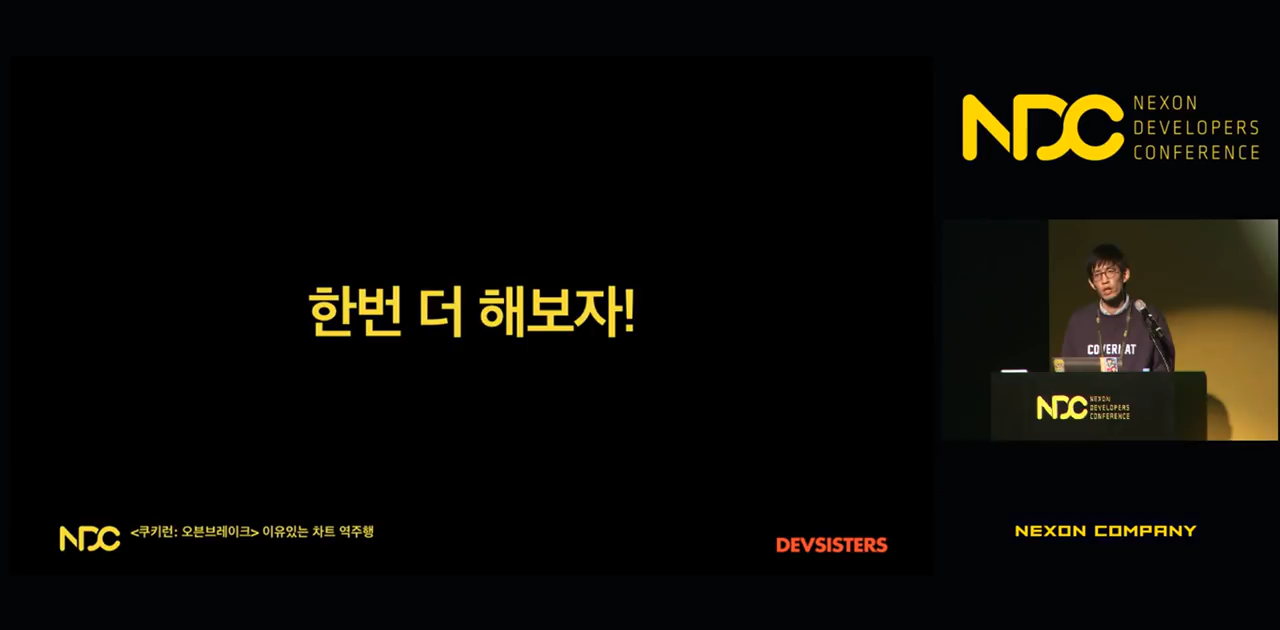 한번 더 해보자!
NDC
<쿠키런: 오븐브레이크> 이유있는 차트 역주행
DEVSISTERS
NDC
NEXON
DEVELOPERS
CONFERENCE
COVERNAT
NDC
NEXON
DEVELOPERS
CONFERENCE
NEXON COMPANY